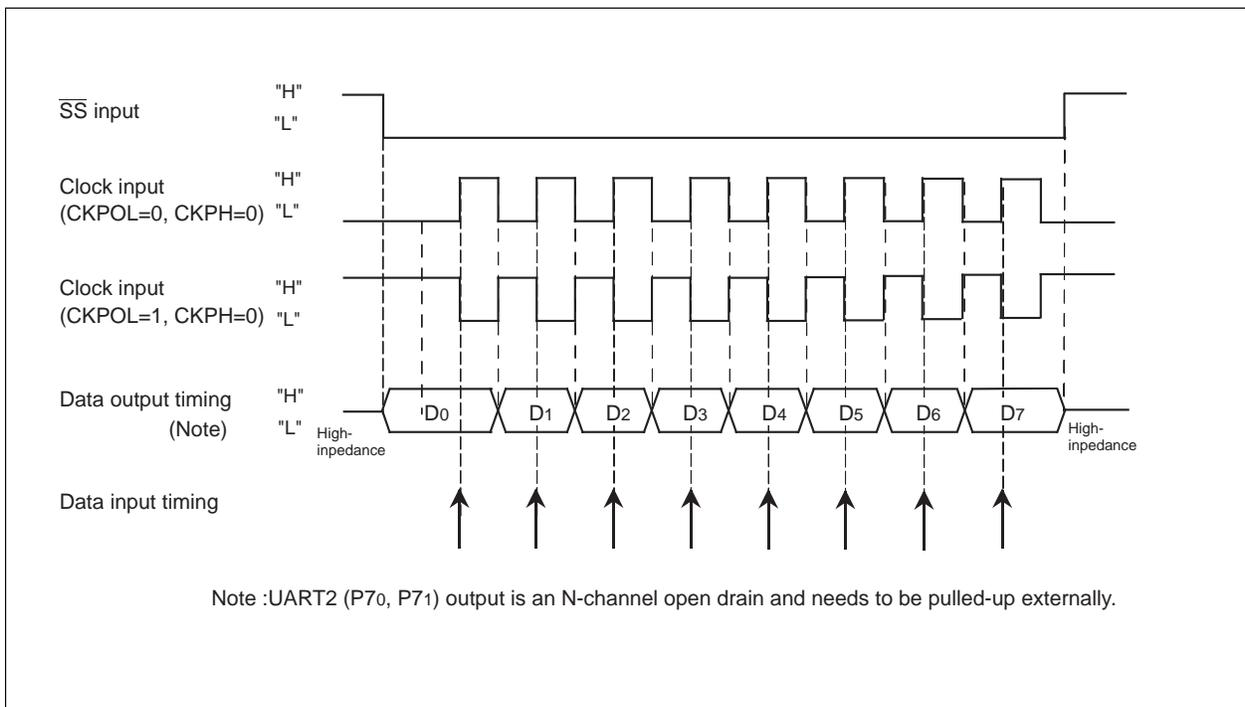 SS input
"H"
"L"
Clock input
(CKPOL=0, CKPH=0)
"H"
"L"
Clock input
(CKPOL=1, CKPH=0)
"H"
"L"
Data output timing
(Note)
"H"
"L"
High-
inpedance
D0
D1
D2
D3
D4
D5
D6
D7
High-
inpedance
Data input timing
Note :UART2 (P70, P71) output is an N-channel open drain and needs to be pulled-up externally.